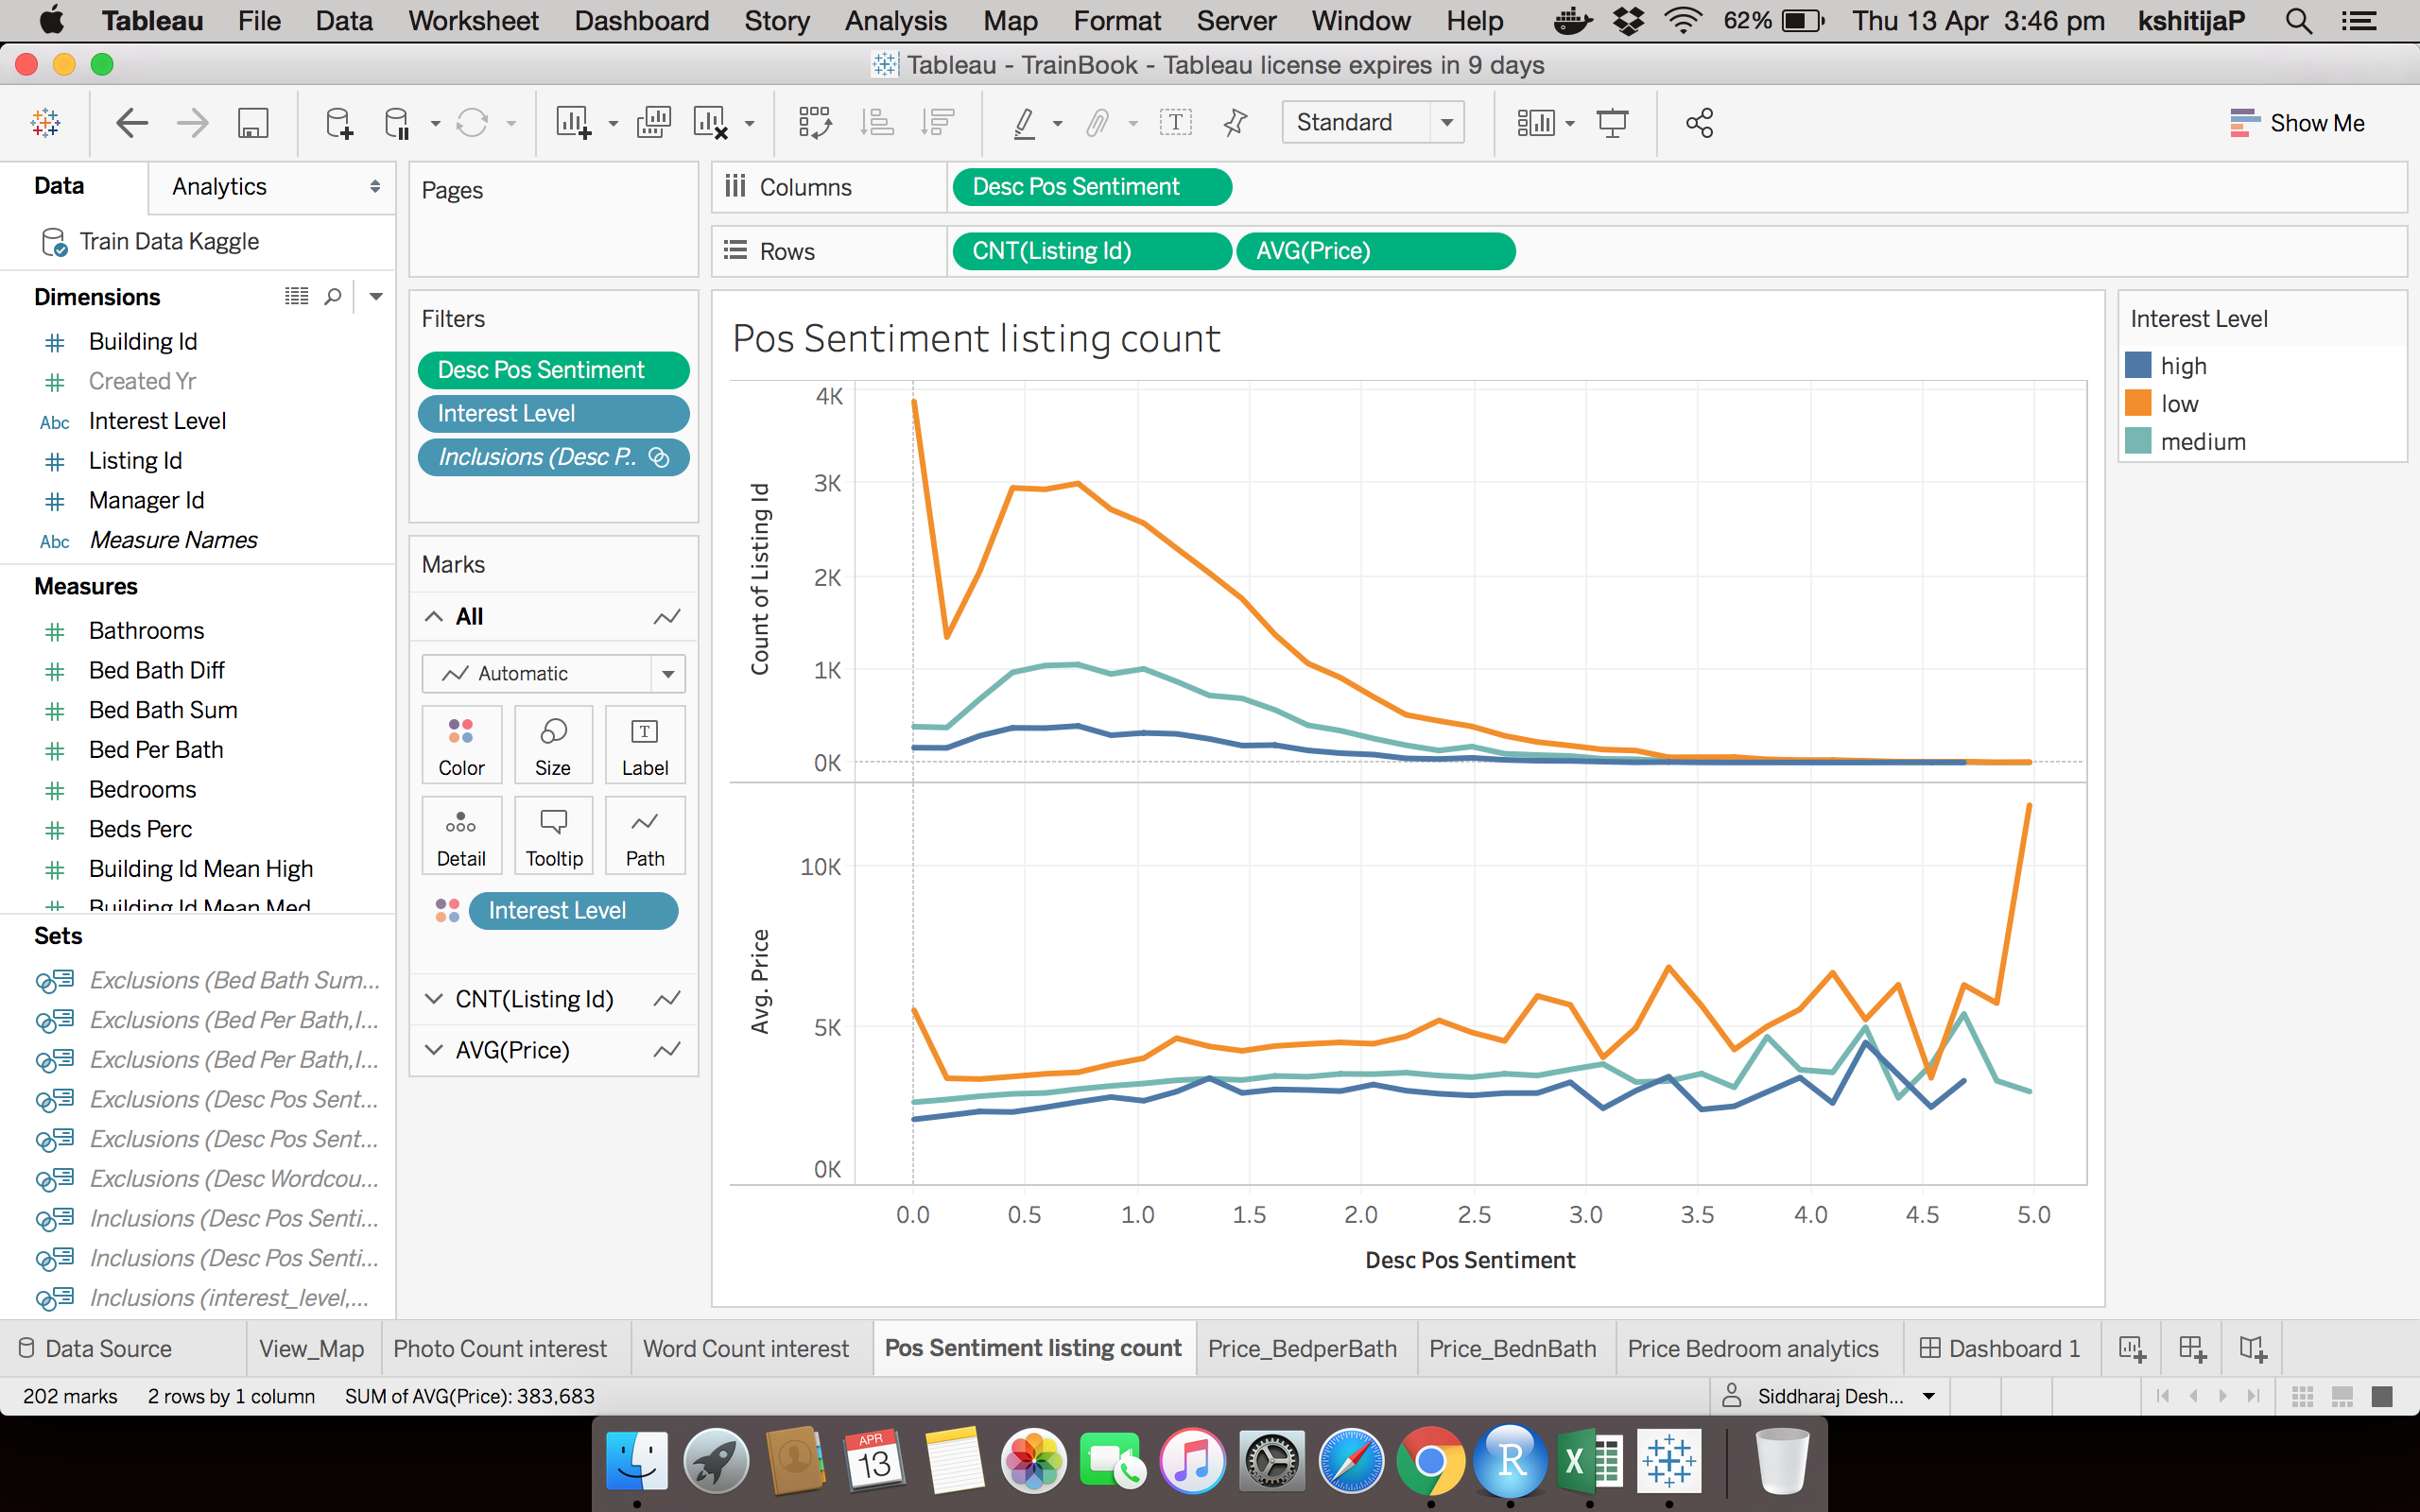 Tableau File Data Worksheet Dashboard Story Analysis Map Format Server Window Help 62% Thu 13 Apr 3:46 pm kshitijaP
Tableau - TrainBook - Tableau license expires in 9 days
Standard
Show Me
Data Analytics
Train Data Kaggle
Dimensions
# Building Id
# Created Yr
Abc Interest Level
# Listing Id
# Manager Id
Abc Measure Names
Measures
# Bathrooms
# Bed Bath Diff
# Bed Bath Sum
# Bed Per Bath
# Bedrooms
# Beds Perc
# Building Id Mean High
# Building Id Mean Med
Sets
Exclusions (Bed Bath Sum...
Exclusions (Bed Per Bath,I...
Exclusions (Bed Per Bath,I...
Exclusions (Desc Pos Sent...
Exclusions (Desc Pos Sent...
Exclusions (Desc Wordcou...
Inclusions (Desc Pos Senti...
Inclusions (Desc Pos Senti...
Inclusions (interest_level,...
Pages
Filters
Desc Pos Sentiment
Interest Level
Inclusions (Desc P..
Marks
All
Automatic
Color Size Label
Detail Tooltip Path
Interest Level
CNT(Listing Id)
AVG(Price)
Columns Desc Pos Sentiment
Rows CNT(Listing Id) AVG(Price)
Pos Sentiment listing count
Count of Listing Id
4K
3K
2K
1K
0K
Avg. Price
10K
5K
0K
0.0 0.5 1.0 1.5 2.0 2.5 3.0 3.5 4.0 4.5 5.0
Desc Pos Sentiment
Interest Level
high
low
medium
Data Source View_Map Photo Count interest Word Count interest Pos Sentiment listing count Price_BedperBath Price_BednBath Price Bedroom analytics Dashboard 1
202 marks 2 rows by 1 column SUM of AVG(Price): 383,683 Siddharaj Desh...
APR
13
R
X